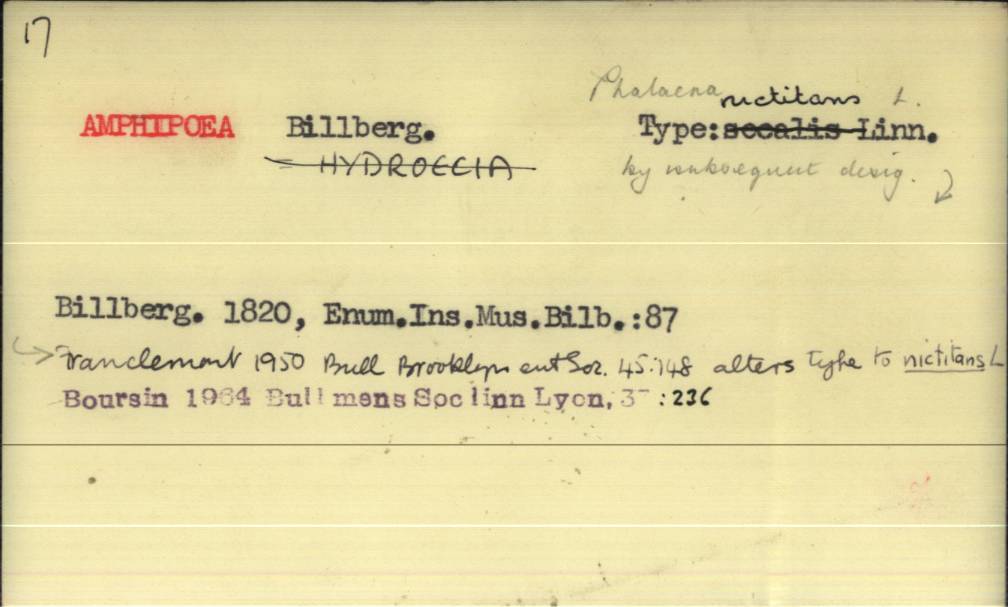 17
Phalaena nictitans L.
AMPHIPOEA Billberg. Type: secalis Linn.
HYDROECIA
by subsequent desig.
Billberg. 1820, Enum.Ins.Mus.Bilb.:87
Franclemont 1950 Bull Brooklyn ent Soc. 45:148 alters type to nictitans L
Boursin 1964 Bull mens Soc linn Lyon, :236